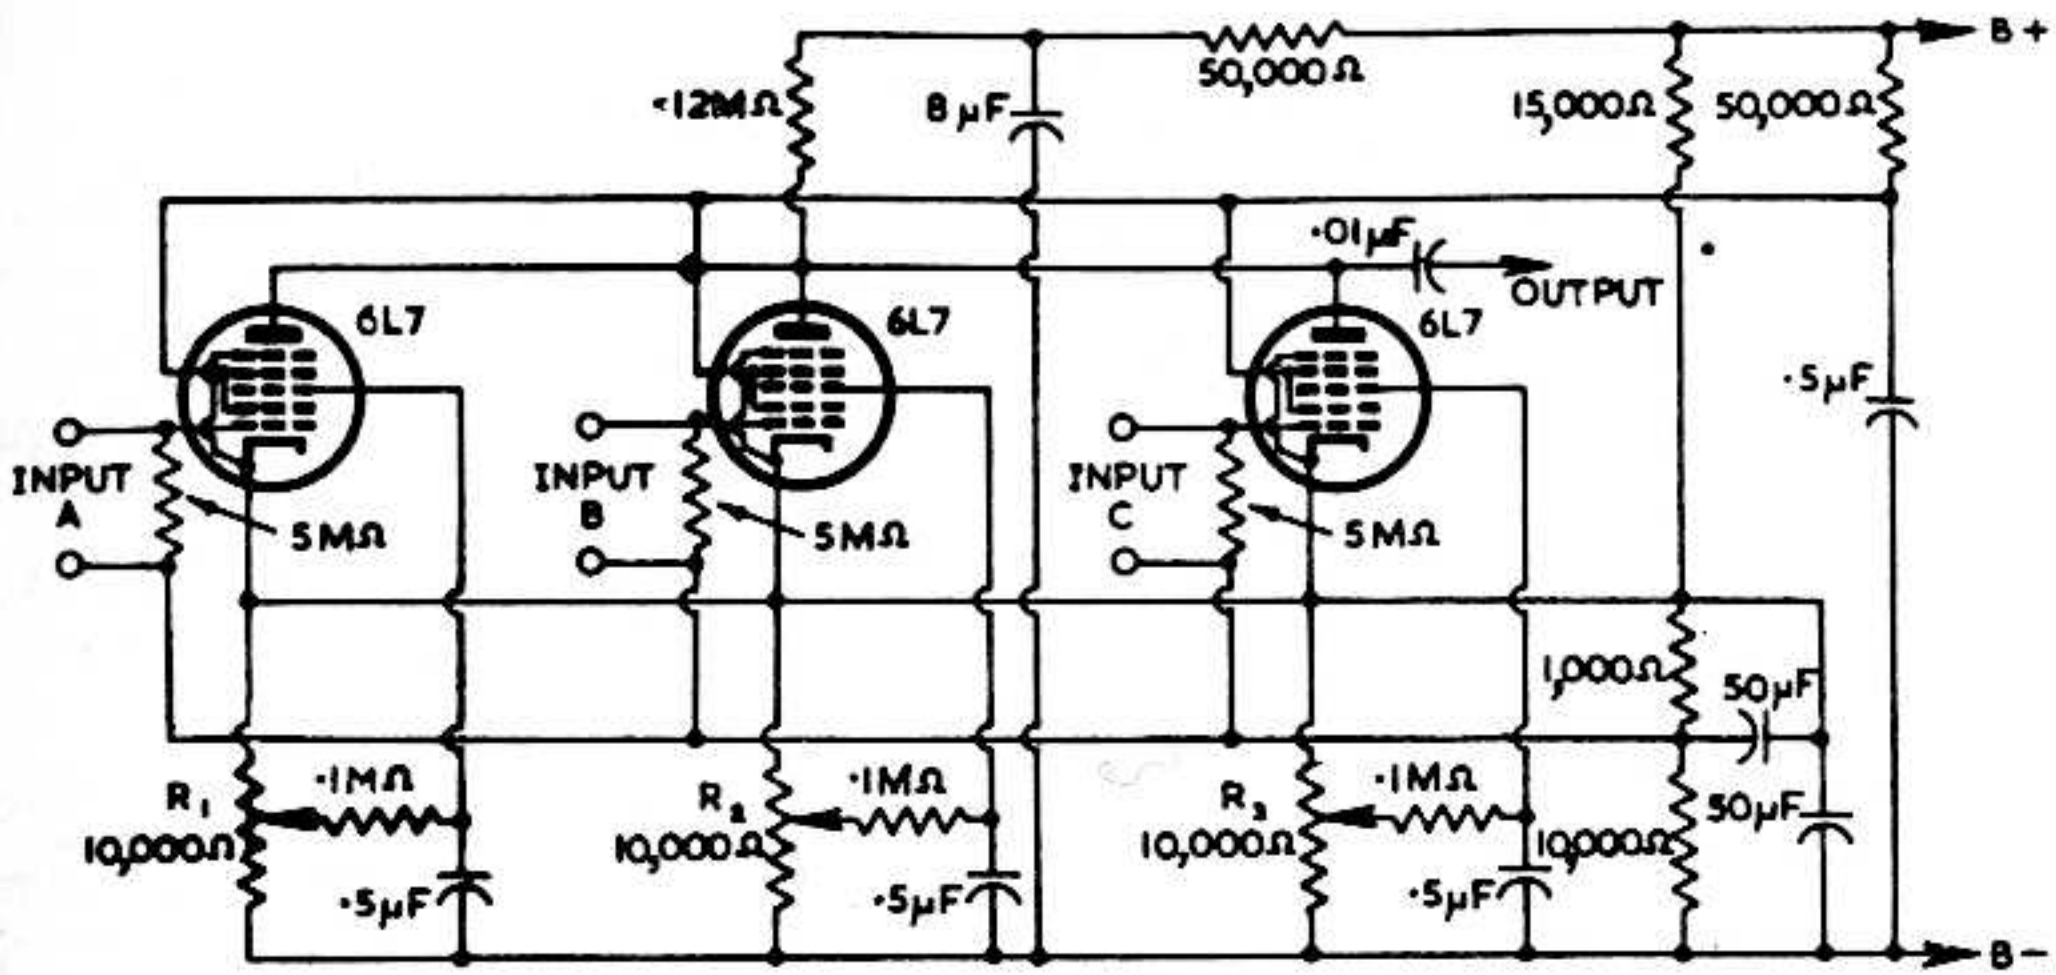 B+
50,000Ω
·12MΩ
8μF
15,000Ω
50,000Ω
·01μF
OUTPUT
6L7
6L7
6L7
·5μF
INPUT
A
5MΩ
INPUT
B
5MΩ
INPUT
C
5MΩ
1,000Ω
50μF
R1
10,000Ω
·1MΩ
R2
10,000Ω
·1MΩ
R3
10,000Ω
·1MΩ
10,000Ω
50μF
·5μF
·5μF
·5μF
B-